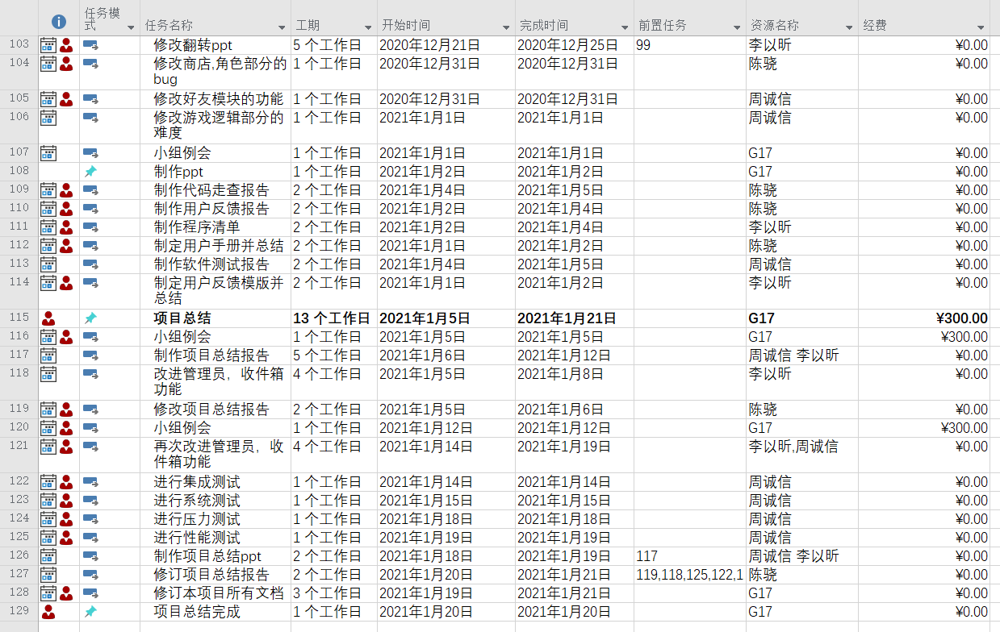 任务模式 任务名称 工期 开始时间 完成时间 前置任务 资源名称 经费
103 修改翻转ppt 5 个工作日 2020年12月21日 2020年12月25日 99 李以昕 ¥0.00
104 修改商店,角色部分的 1 个工作日 2020年12月31日 2020年12月31日 陈骁 ¥0.00
bug
105 修改好友模块的功能 1 个工作日 2020年12月31日 2020年12月31日 周诚信 ¥0.00
106 修改游戏逻辑部分的 1 个工作日 2021年1月1日 2021年1月1日 周诚信 ¥0.00
难度
107 小组例会 1 个工作日 2021年1月1日 2021年1月1日 G17 ¥0.00
108 制作ppt 1 个工作日 2021年1月2日 2021年1月2日 G17 ¥0.00
109 制作代码走查报告 2 个工作日 2021年1月4日 2021年1月5日 陈骁 ¥0.00
110 制作用户反馈报告 2 个工作日 2021年1月2日 2021年1月4日 陈骁 ¥0.00
111 制作程序清单 2 个工作日 2021年1月2日 2021年1月4日 李以昕 ¥0.00
112 制定用户手册并总结 2 个工作日 2021年1月1日 2021年1月2日 陈骁 ¥0.00
113 制作软件测试报告 2 个工作日 2021年1月4日 2021年1月5日 周诚信 ¥0.00
114 制定用户反馈模版并 2 个工作日 2021年1月1日 2021年1月2日 李以昕 ¥0.00
总结
115 项目总结 13 个工作日 2021年1月5日 2021年1月21日 G17 ¥300.00
116 小组例会 1 个工作日 2021年1月5日 2021年1月5日 G17 ¥300.00
117 制作项目总结报告 5 个工作日 2021年1月6日 2021年1月12日 周诚信 李以昕 ¥0.00
118 改进管理员，收件箱 4 个工作日 2021年1月5日 2021年1月8日 李以昕 ¥0.00
功能
119 修改项目总结报告 2 个工作日 2021年1月5日 2021年1月6日 陈骁 ¥0.00
120 小组例会 1 个工作日 2021年1月12日 2021年1月12日 G17 ¥300.00
121 再次改进管理员，收 4 个工作日 2021年1月14日 2021年1月19日 李以昕,周诚信 ¥0.00
件箱功能
122 进行集成测试 1 个工作日 2021年1月14日 2021年1月14日 周诚信 ¥0.00
123 进行系统测试 1 个工作日 2021年1月15日 2021年1月15日 周诚信 ¥0.00
124 进行压力测试 1 个工作日 2021年1月18日 2021年1月18日 周诚信 ¥0.00
125 进行性能测试 1 个工作日 2021年1月19日 2021年1月19日 周诚信 ¥0.00
126 制作项目总结ppt 2 个工作日 2021年1月18日 2021年1月19日 117 周诚信 李以昕 ¥0.00
127 修订项目总结报告 2 个工作日 2021年1月20日 2021年1月21日 119,118,125,122,1 陈骁 ¥0.00
128 修订本项目所有文档 3 个工作日 2021年1月19日 2021年1月21日 G17 ¥0.00
129 项目总结完成 1 个工作日 2021年1月20日 2021年1月20日 G17 ¥0.00